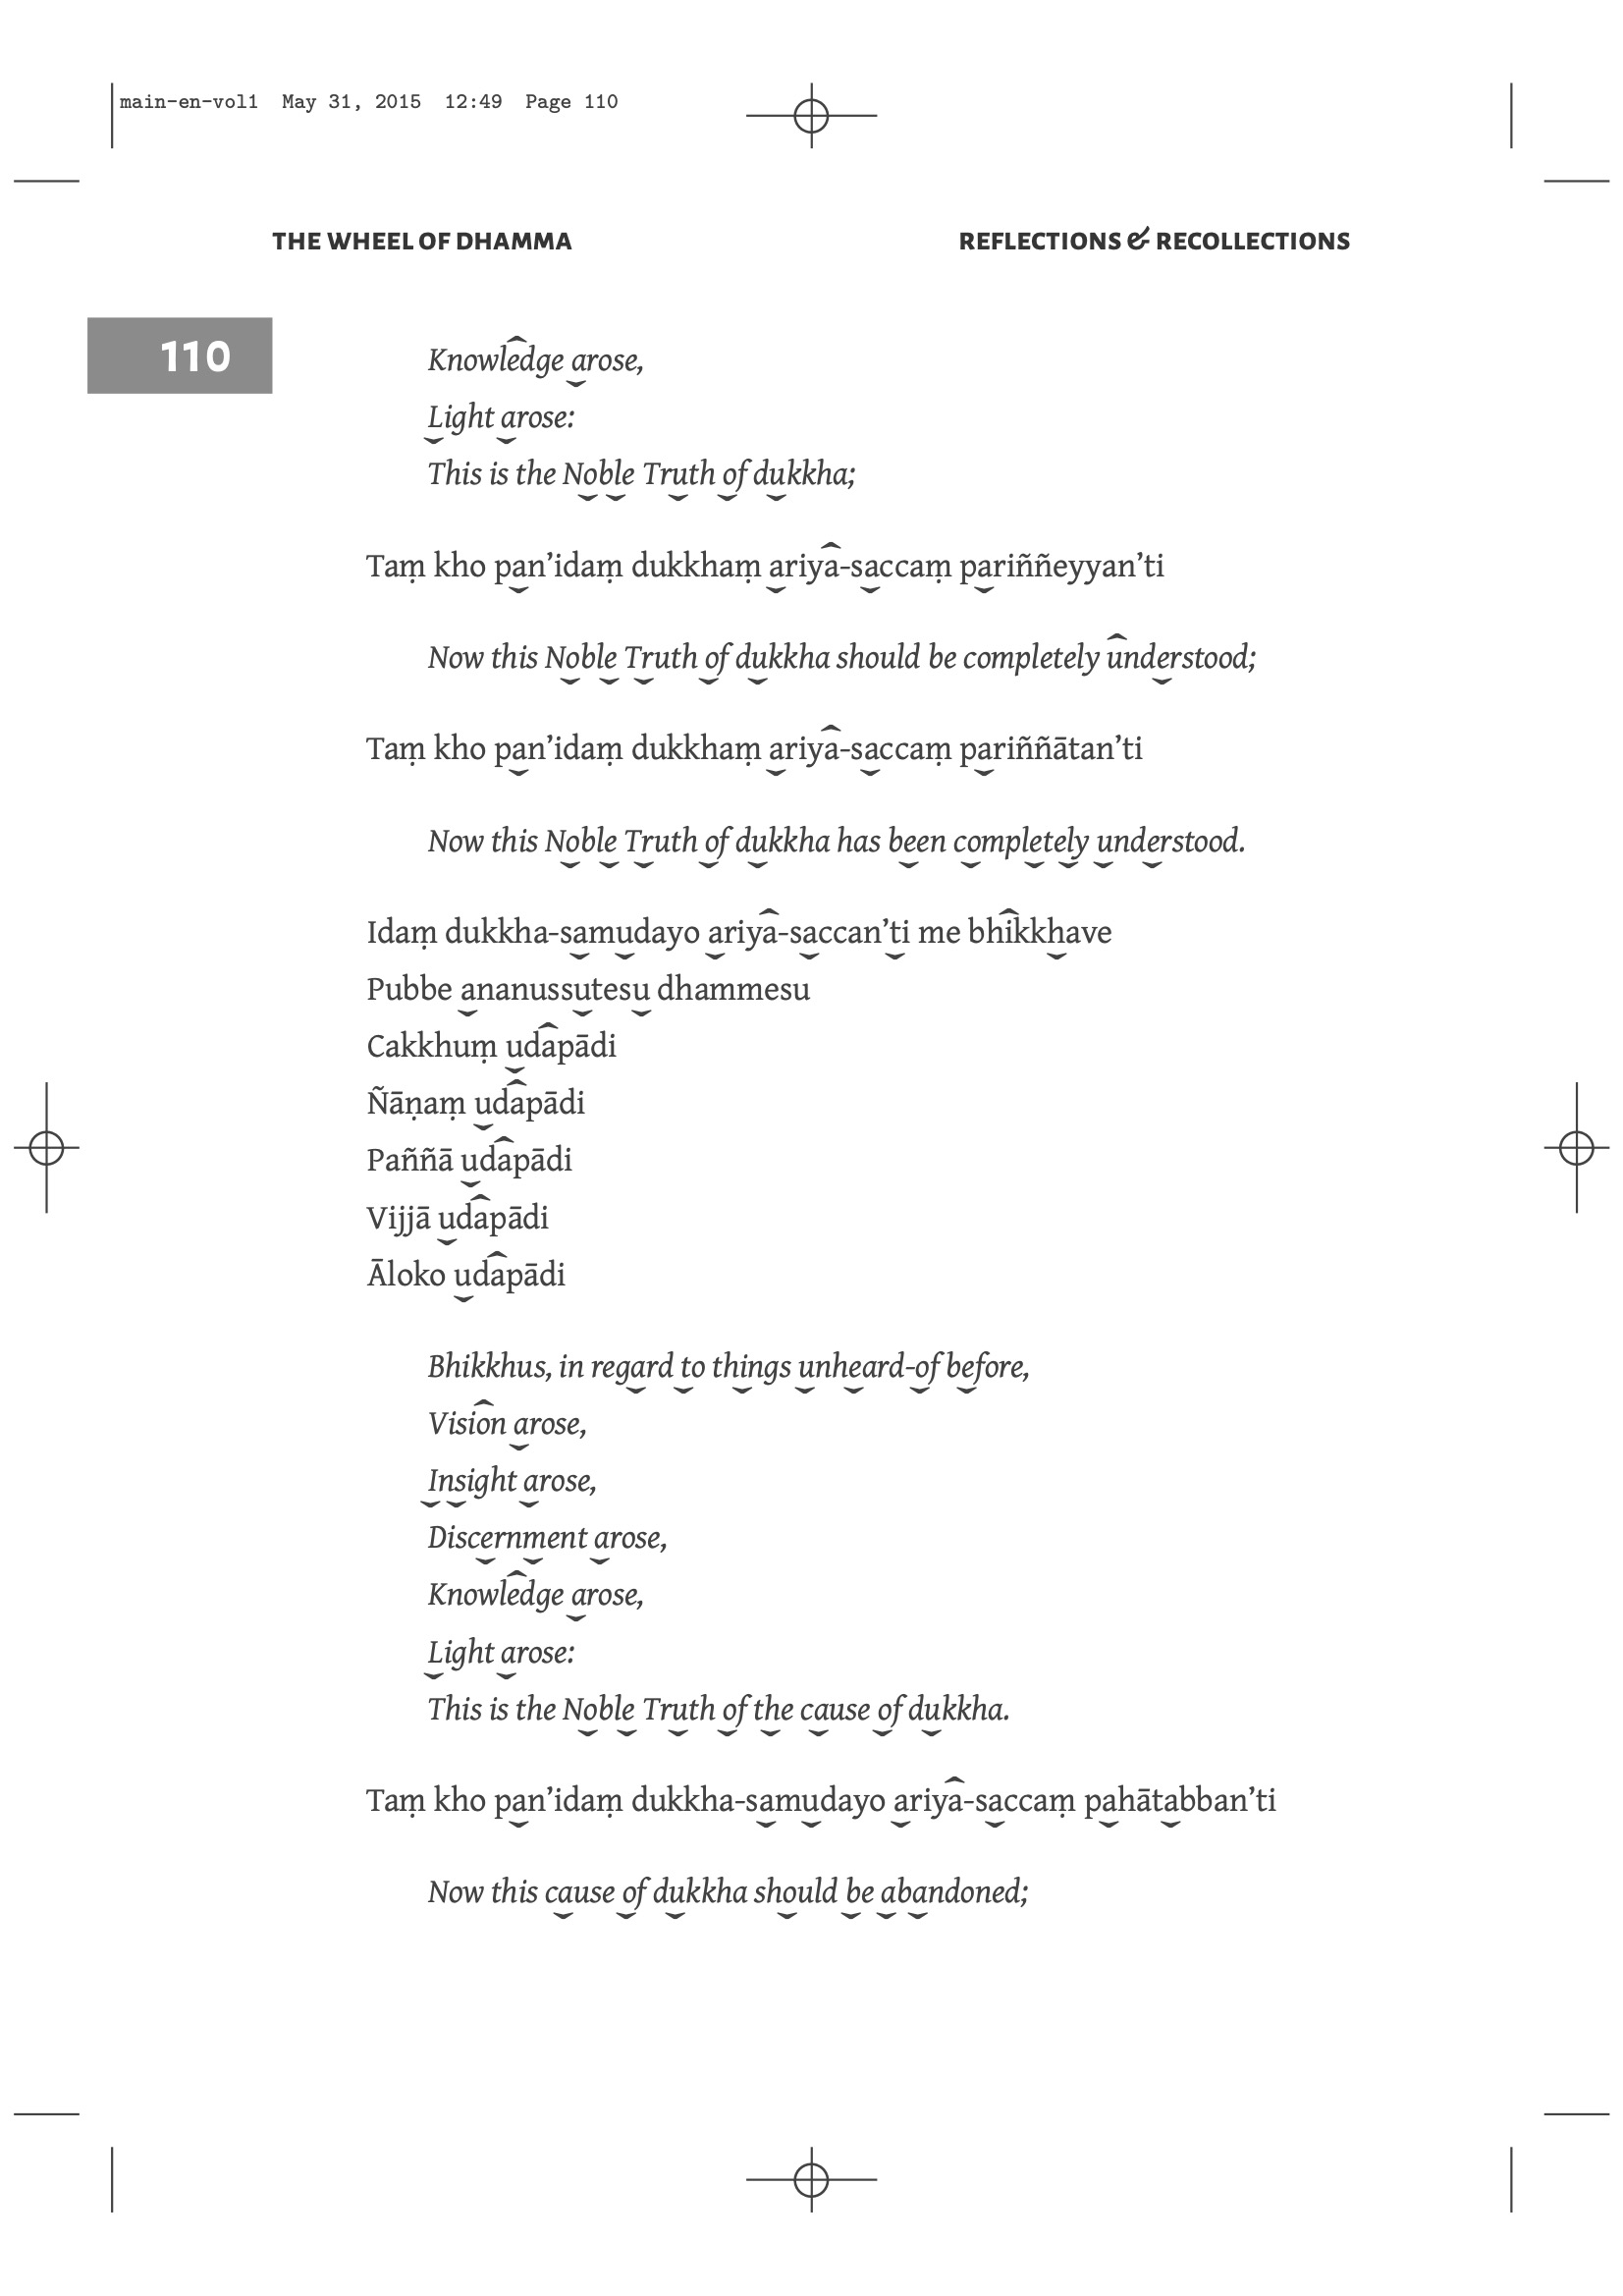 main-en-vol1 May 31, 2015 12:49 Page 110
THE WHEEL OF DHAMMA REFLECTIONS & RECOLLECTIONS
110
Knowledge arose,
Light arose:
This is the Noble Truth of dukkha;
Taṃ kho pan’idaṃ dukkhaṃ ariya-saccaṃ pariññeyyan’ti
Now this Noble Truth of dukkha should be completely understood;
Taṃ kho pan’idaṃ dukkhaṃ ariya-saccaṃ pariññātan’ti
Now this Noble Truth of dukkha has been completely understood.
Idaṃ dukkha-samudayo ariya-saccan’ti me bhikkhave
Pubbe ananussutesu dhammesu
Cakkhuṃ udapādi
Ñāṇaṃ udapādi
Paññā udapādi
Vijjā udapādi
Āloko udapādi
Bhikkhus, in regard to things unheard-of before,
Vision arose,
Insight arose,
Discernment arose,
Knowledge arose,
Light arose:
This is the Noble Truth of the cause of dukkha.
Taṃ kho pan’idaṃ dukkha-samudayo ariya-saccaṃ pahātabban’ti
Now this cause of dukkha should be abandoned;